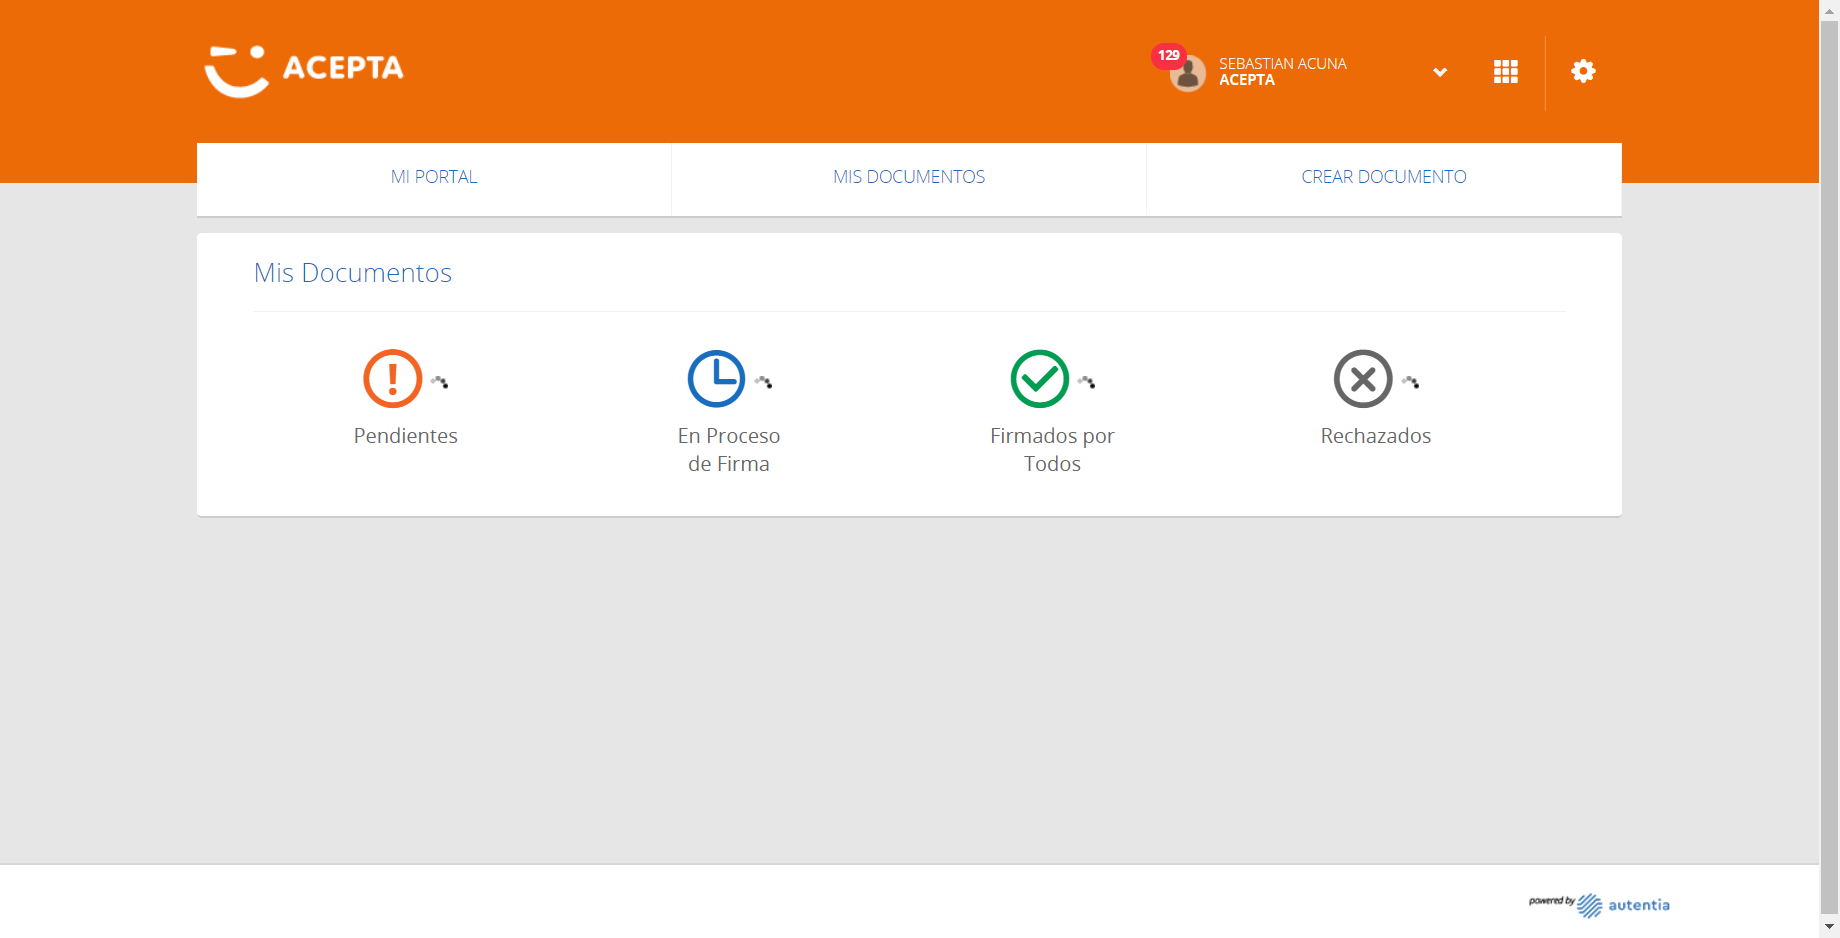 ACEPTA
129
SEBASTIAN ACUNA
ACEPTA
MI PORTAL
MIS DOCUMENTOS
CREAR DOCUMENTO
Mis Documentos
Pendientes
En Proceso
de Firma
Firmados por
Todos
Rechazados
powered by autentia